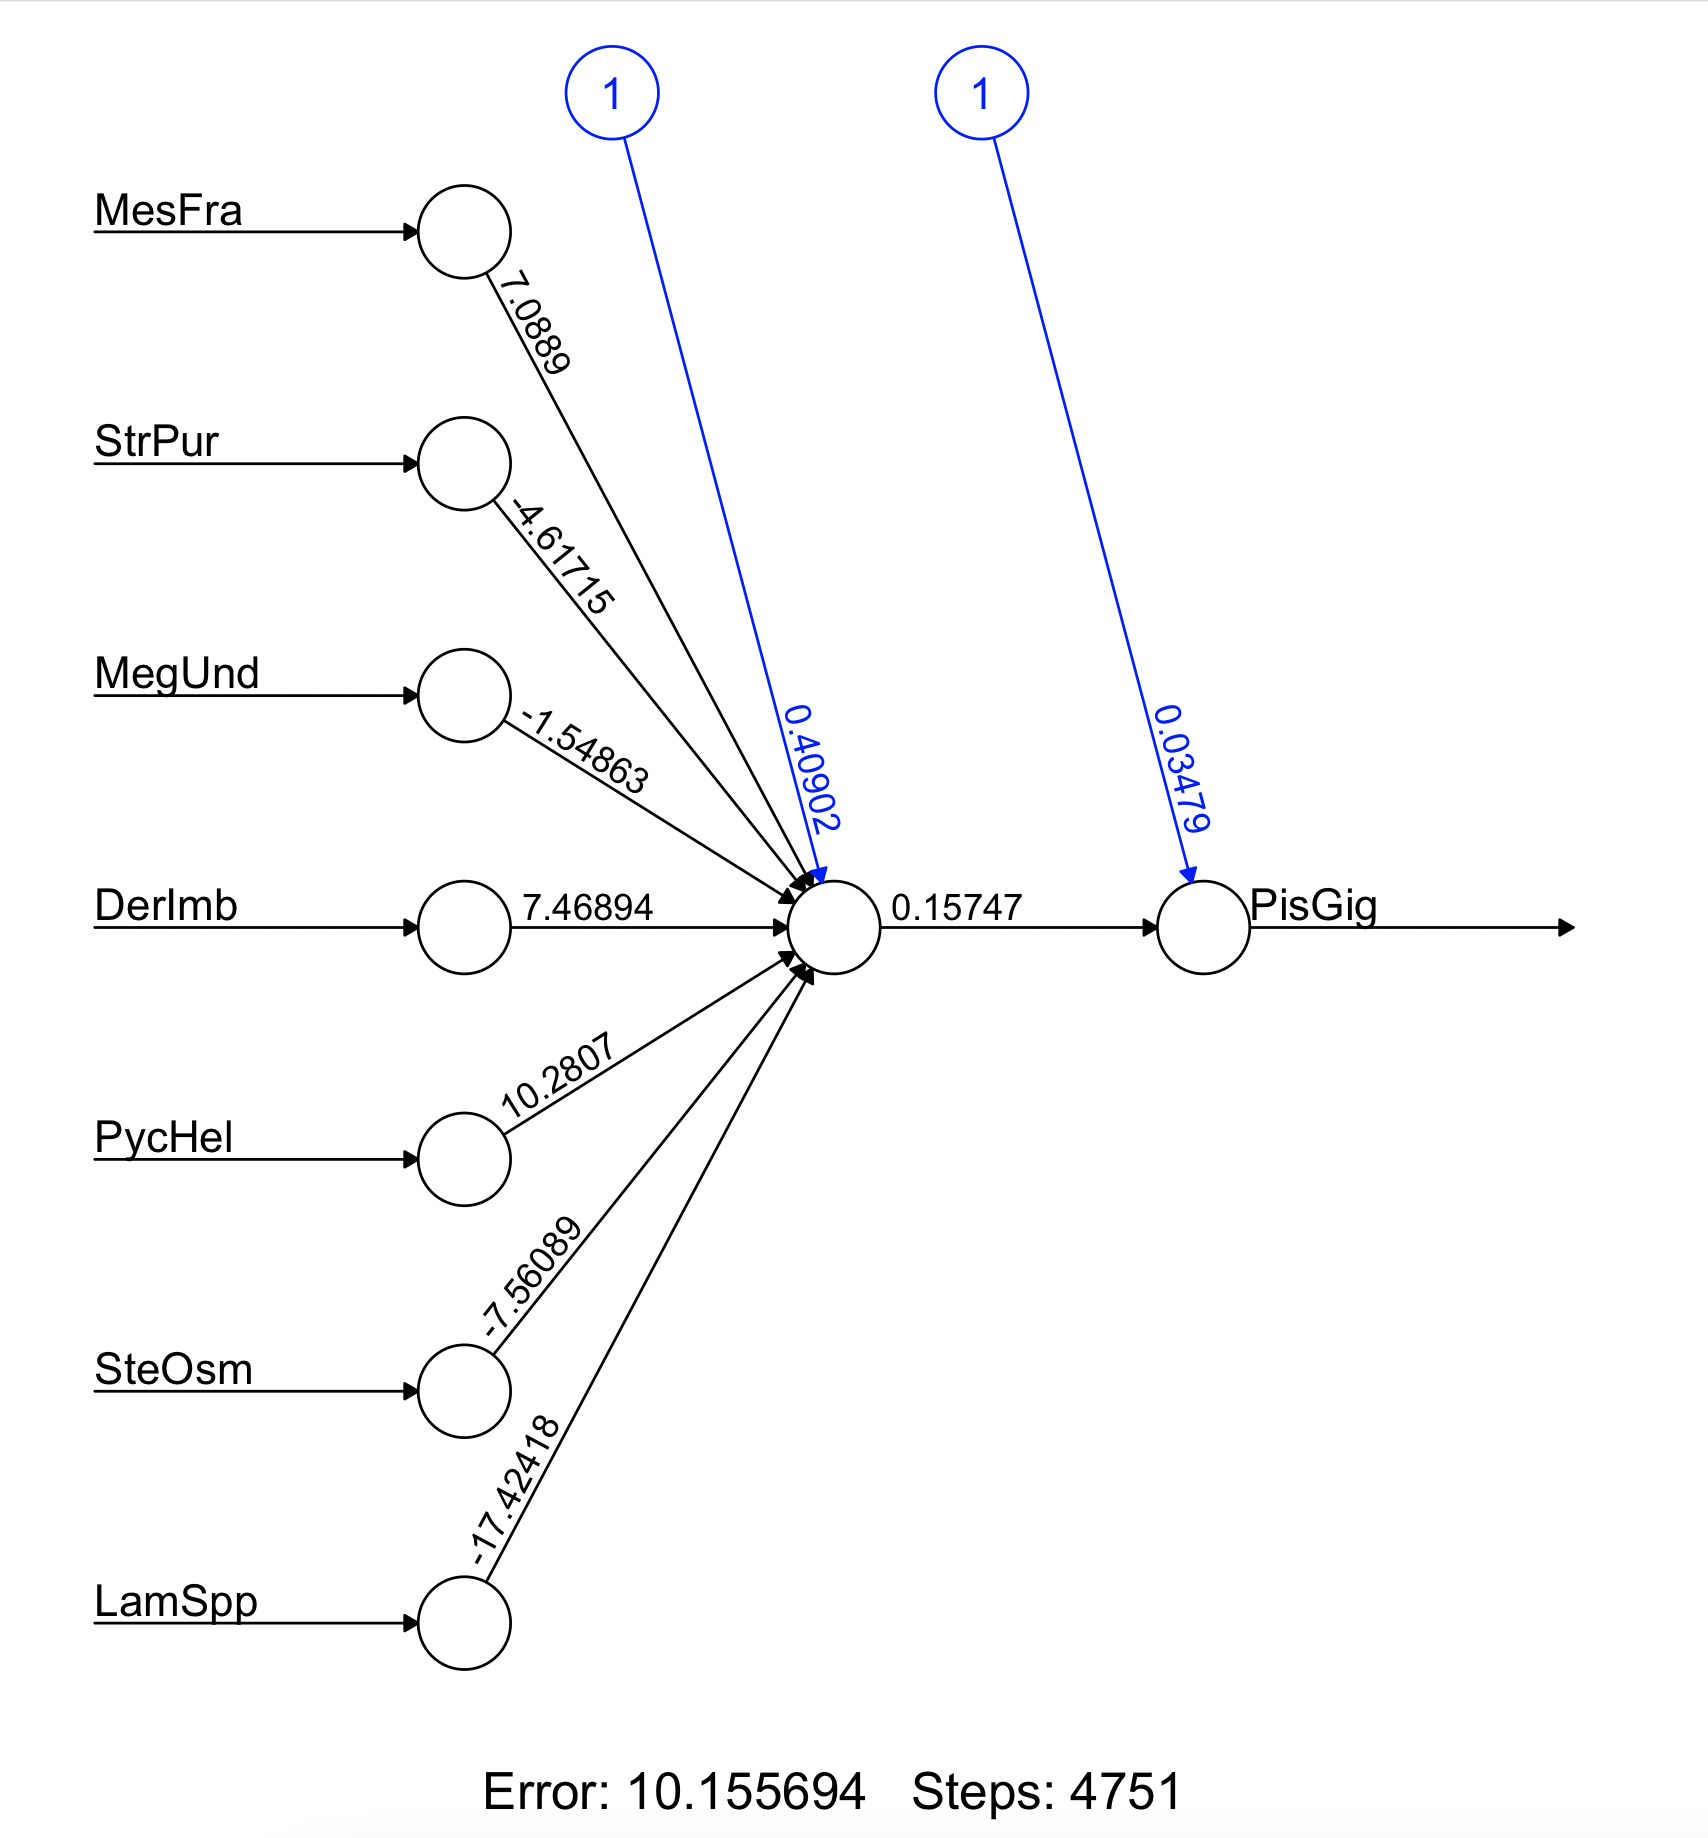 1
1
MesFra
7.0889
StrPur
-4.61715
MegUnd
-1.54863
0.40902
0.03479
DerImb
7.46894
0.15747
PisGig
PycHel
10.2807
SteOsm
-7.56089
LamSpp
-17.42418
Error: 10.155694 Steps: 4751